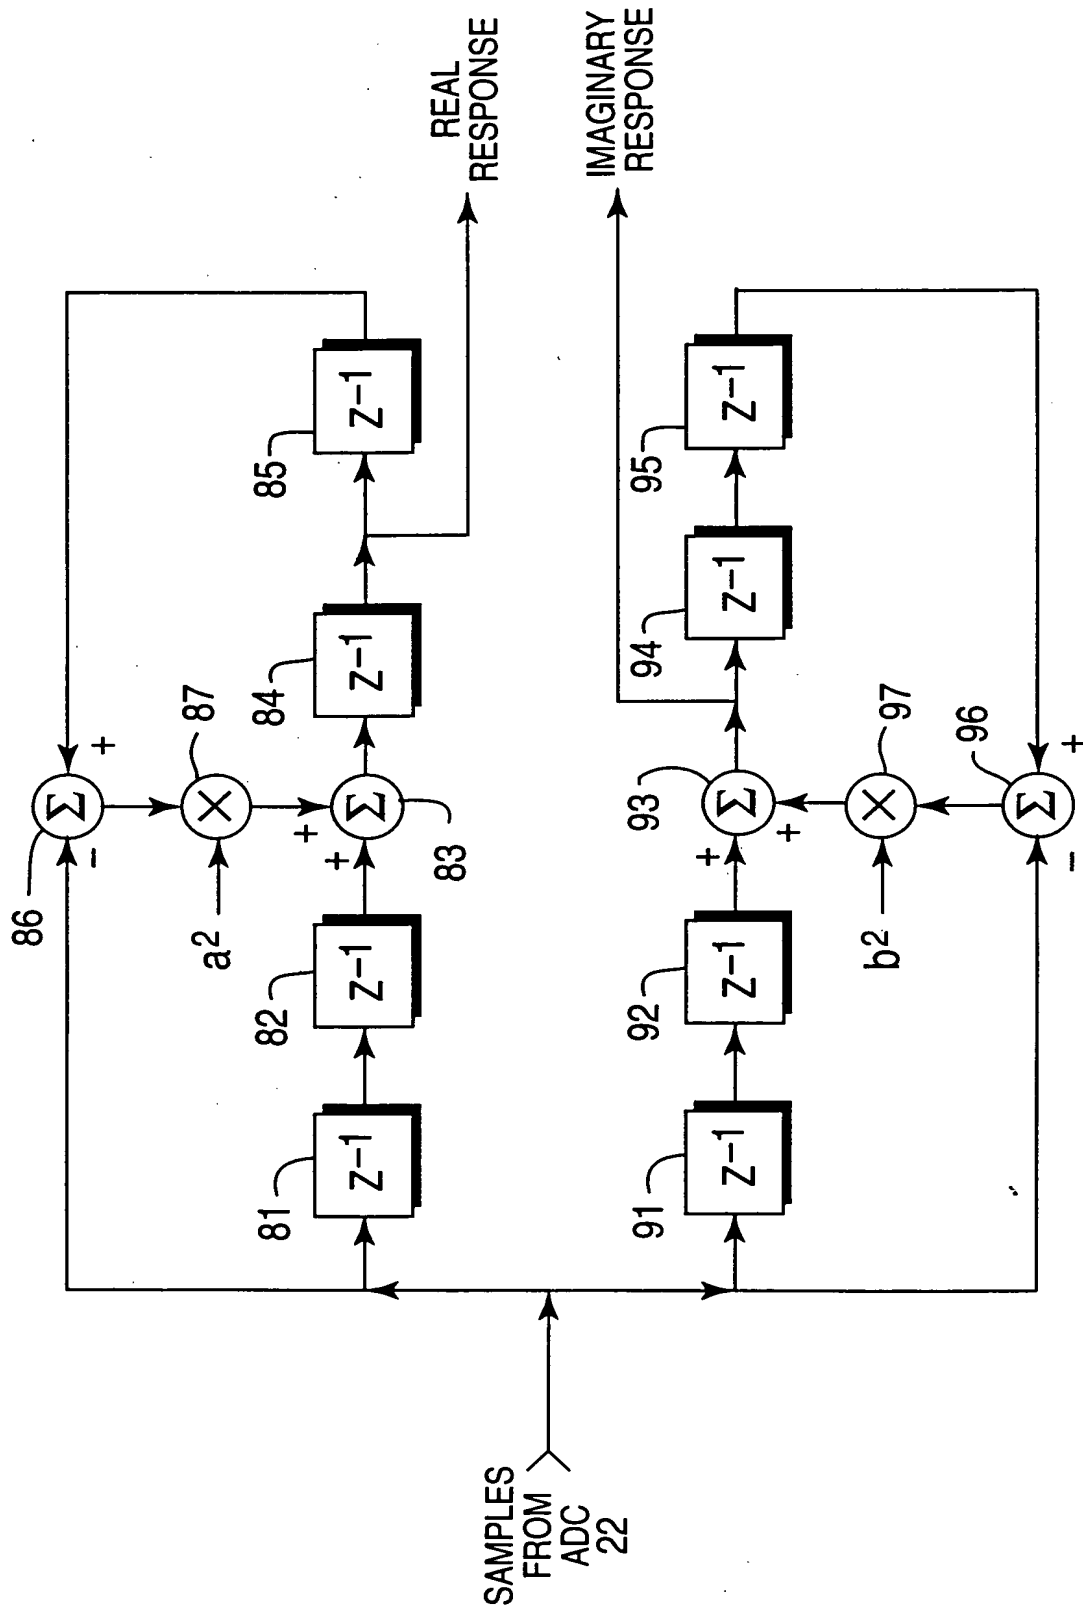 SAMPLES
FROM
ADC
22
86
+
-
87
a²
+
+
83
81
Z⁻¹
82
Z⁻¹
84
Z⁻¹
85
Z⁻¹
REAL
RESPONSE
IMAGINARY
RESPONSE
91
Z⁻¹
92
Z⁻¹
93
94
Z⁻¹
95
Z⁻¹
+
+
97
b²
96
+
-
Σ
Σ
Σ
Σ
×
×